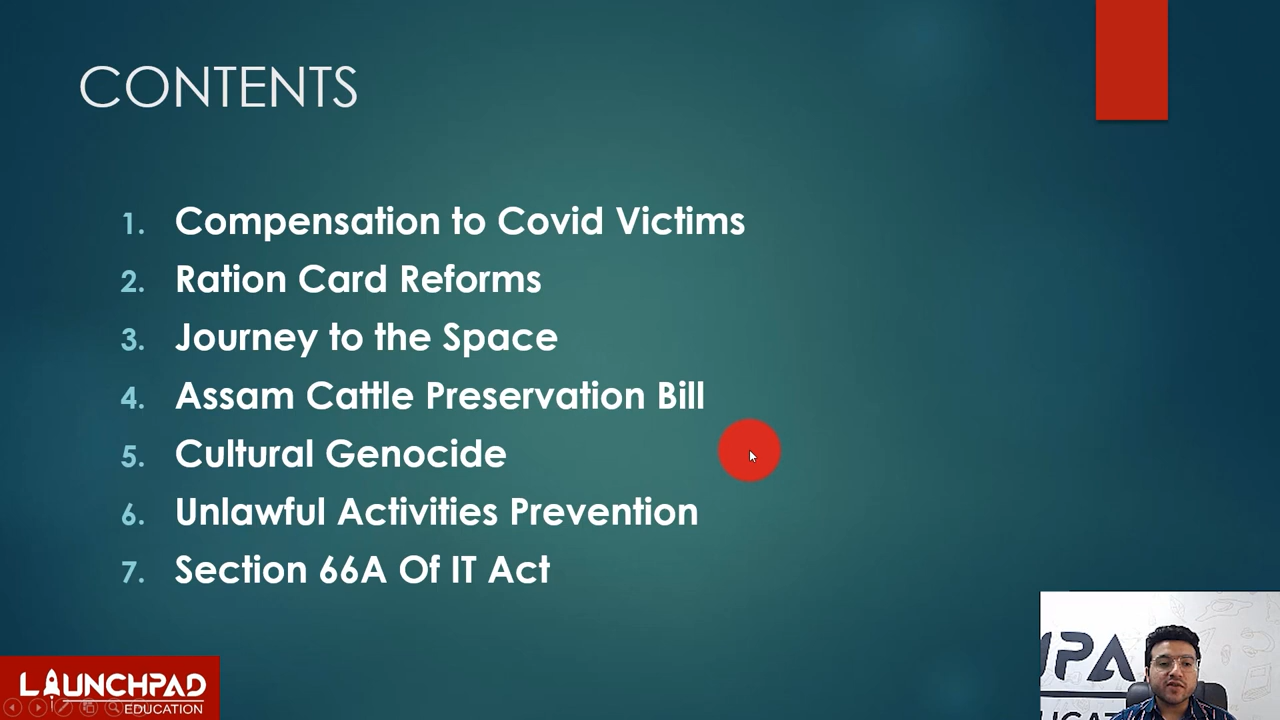 CONTENTS
1. Compensation to Covid Victims
2. Ration Card Reforms
3. Journey to the Space
4. Assam Cattle Preservation Bill
5. Cultural Genocide
6. Unlawful Activities Prevention
7. Section 66A Of IT Act
LAUNCHPAD
EDUCATION